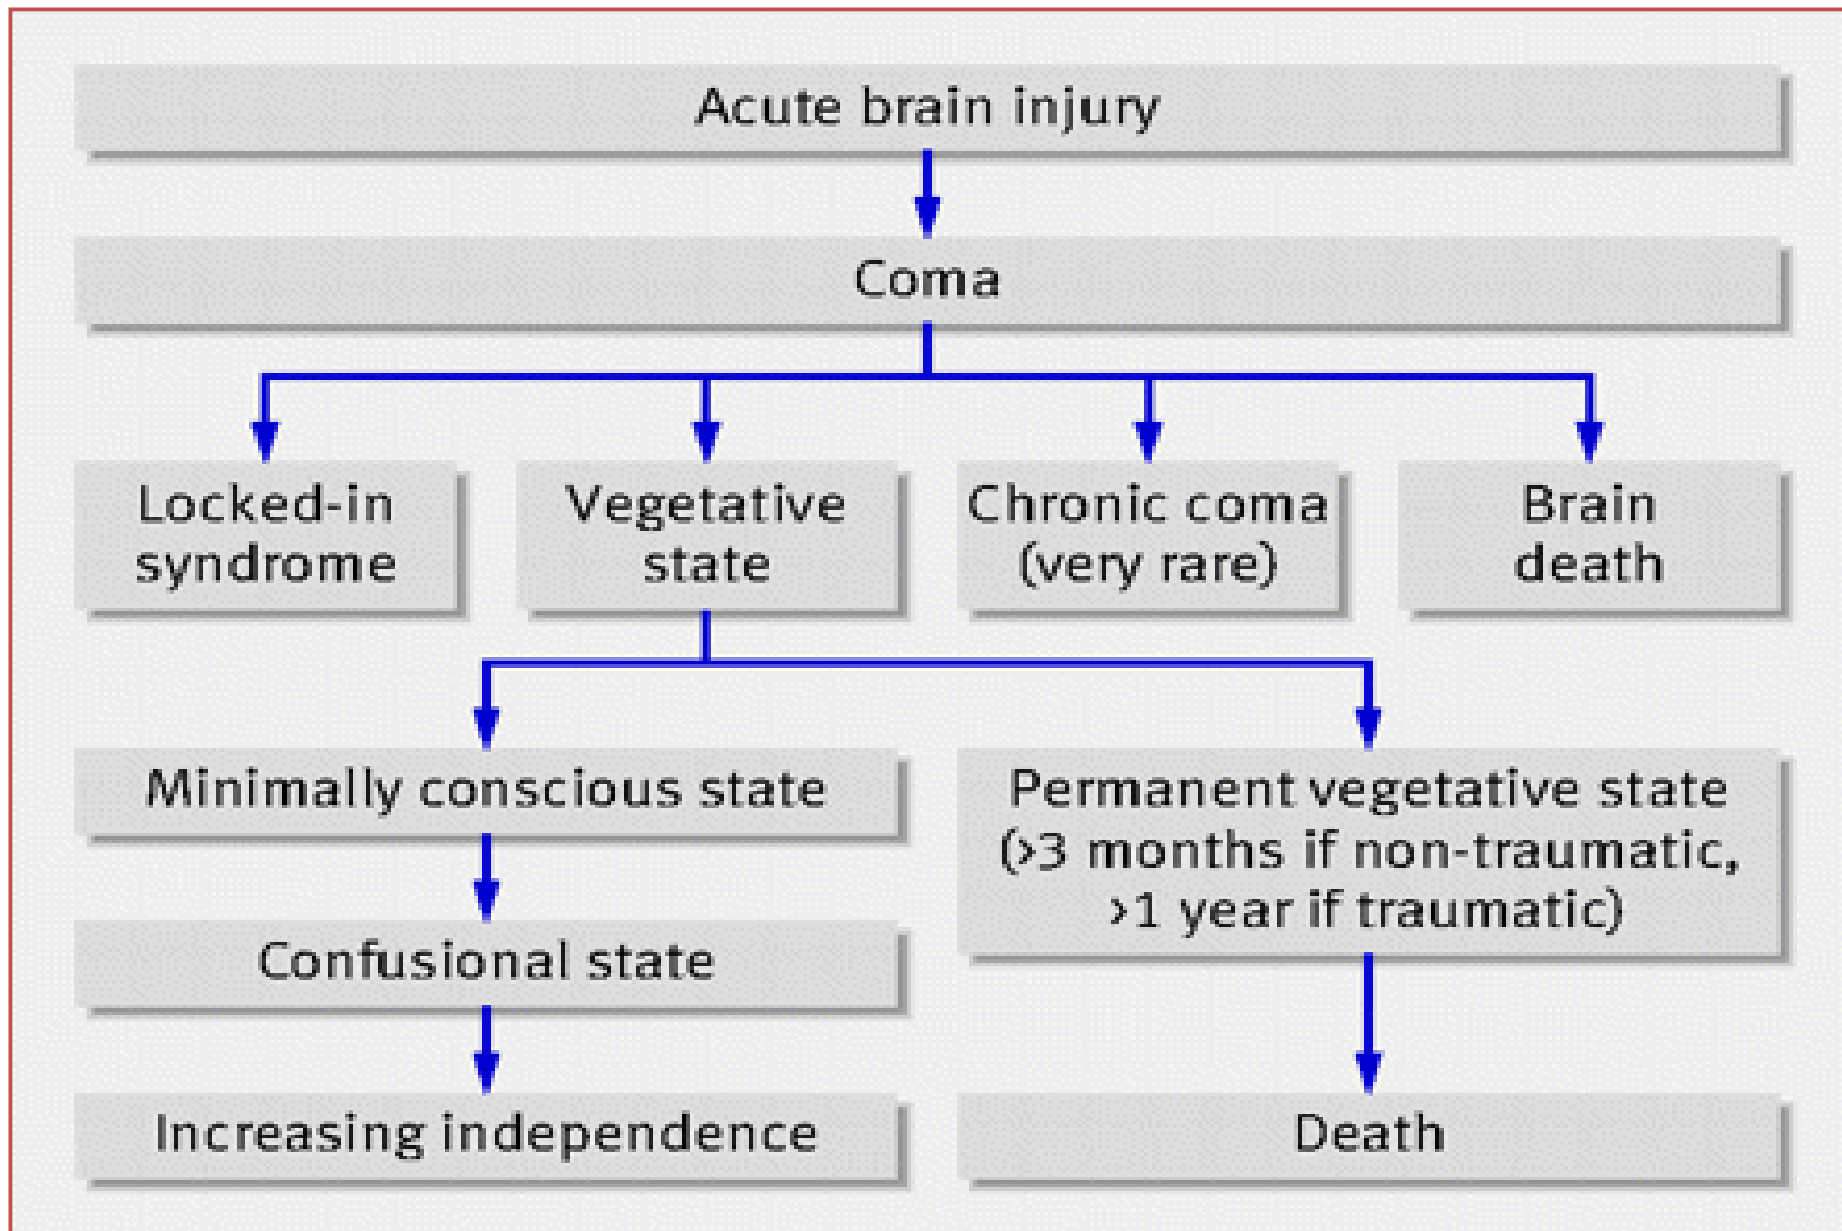 Acute brain injury
Coma
Locked-in
syndrome
Vegetative
state
Chronic coma
(very rare)
Brain
death
Minimally conscious state
Permanent vegetative state
(>3 months if non-traumatic,
>1 year if traumatic)
Confusional state
Increasing independence
Death